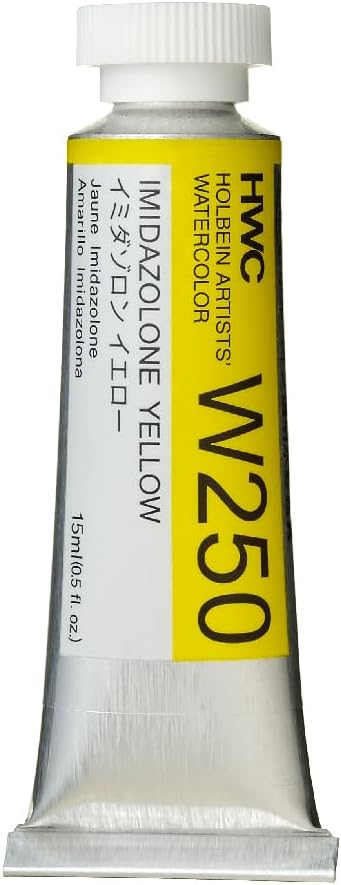 HWC
HOLBEIN ARTISTS'
WATERCOLOR
W250
IMIDAZOLONE YELLOW
イミダゾロン イエロー
Jaune Imidazolone
Amarillo Imidazolona
15ml(0.5 fl. oz.)